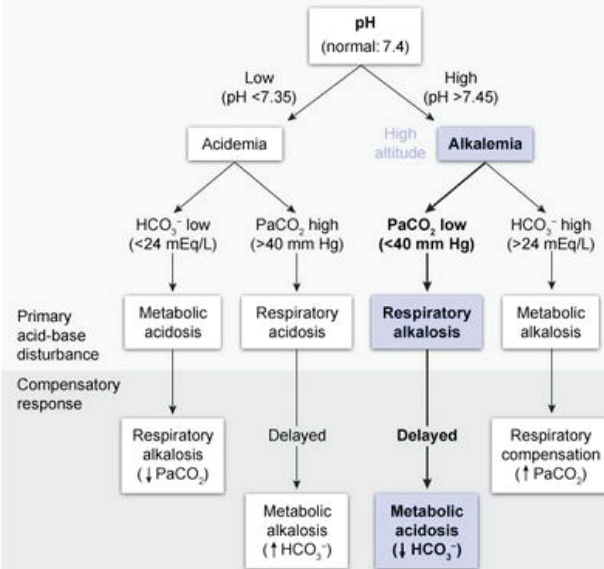 pH
(normal: 7.4)
Low
(pH <7.35)
High
(pH >7.45)
Acidemia
High
altitude
Alkalemia
HCO₃⁻ low
(<24 mEq/L)
PaCO₂ high
(>40 mm Hg)
PaCO₂ low
(<40 mm Hg)
HCO₃⁻ high
(>24 mEq/L)
Primary
acid-base
disturbance
Metabolic
acidosis
Respiratory
acidosis
Respiratory
alkalosis
Metabolic
alkalosis
Compensatory
response
Respiratory
alkalosis
(↓PaCO₂)
Delayed
Delayed
Respiratory
compensation
(↑PaCO₂)
Metabolic
alkalosis
(↑HCO₃⁻)
Metabolic
acidosis
(↓ HCO₃⁻)